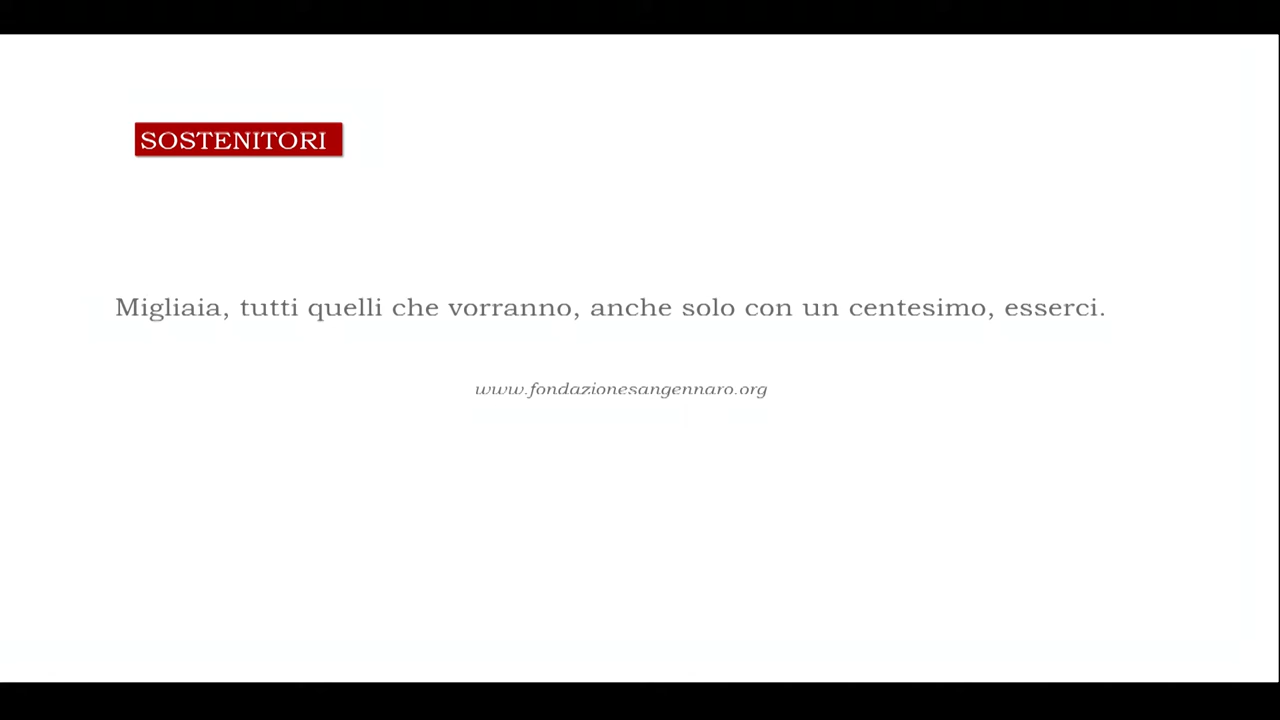 SOSTENITORI
Migliaia, tutti quelli che vorranno, anche solo con un centesimo, esserci.
www.fondazionesangennaro.org